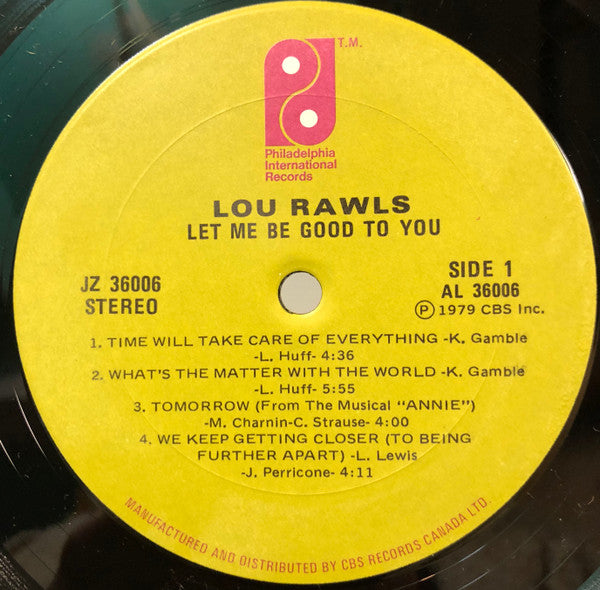 T.M.
Philadelphia
International
Records
LOU RAWLS
LET ME BE GOOD TO YOU
JZ 36006
STEREO
SIDE 1
AL 36006
Ⓟ 1979 CBS Inc.
1. TIME WILL TAKE CARE OF EVERYTHING -K. Gamble
-L. Huff- 4:36
2. WHAT'S THE MATTER WITH THE WORLD -K. Gamble
-L. Huff- 5:55
3. TOMORROW (From The Musical "ANNIE")
-M. Charnin-C. Strause- 4:00
4. WE KEEP GETTING CLOSER (TO BEING
FURTHER APART) -L. Lewis
-J. Perricone- 4:11
MANUFACTURED AND DISTRIBUTED BY CBS RECORDS CANADA LTD.